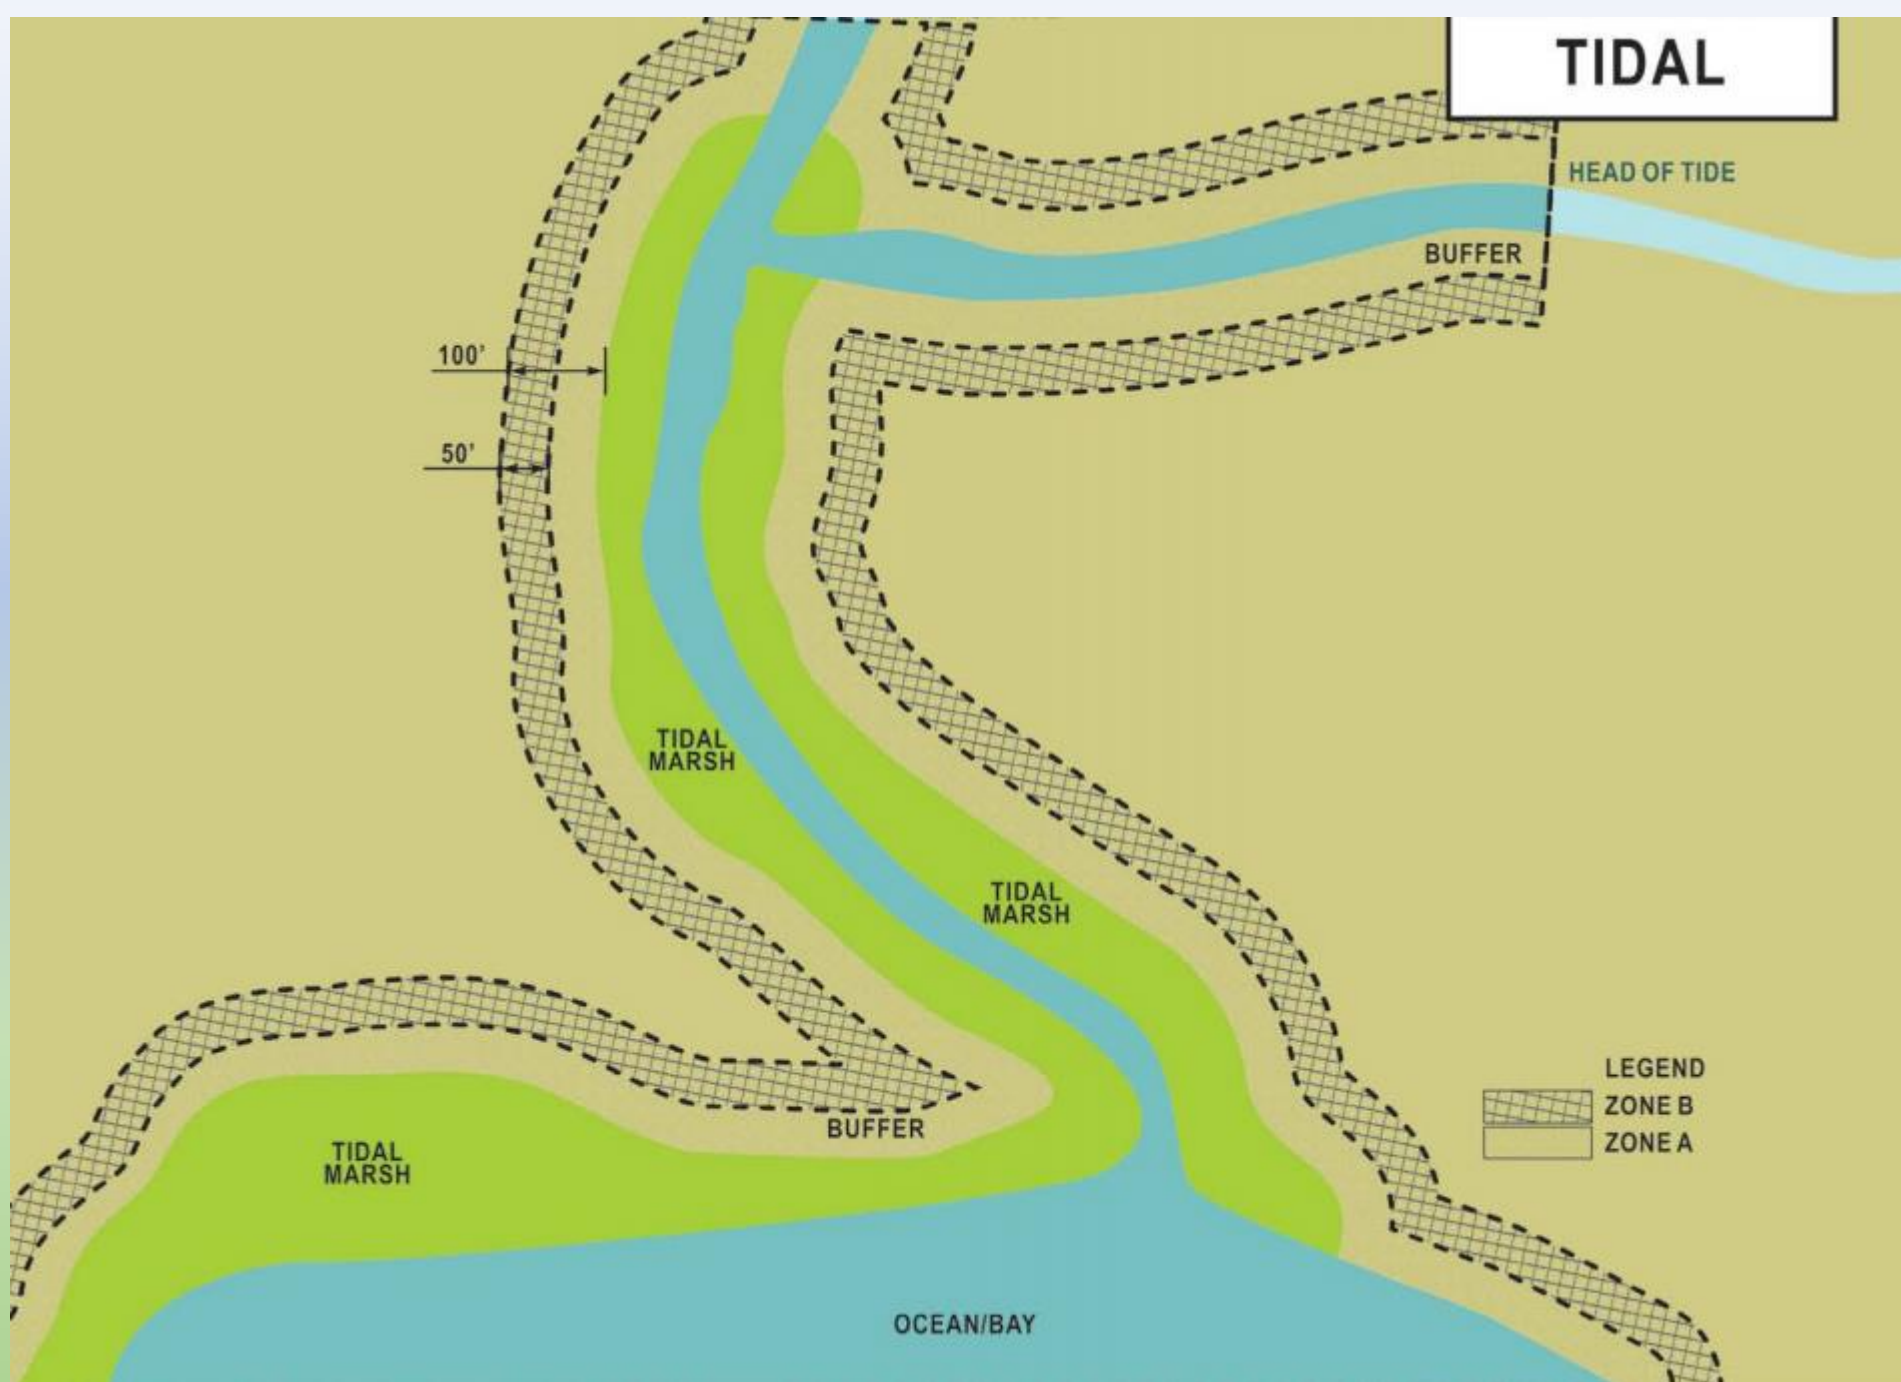 TIDAL
HEAD OF TIDE
BUFFER
100'
50'
TIDAL
MARSH
TIDAL
MARSH
LEGEND
ZONE B
ZONE A
BUFFER
TIDAL
MARSH
OCEAN/BAY